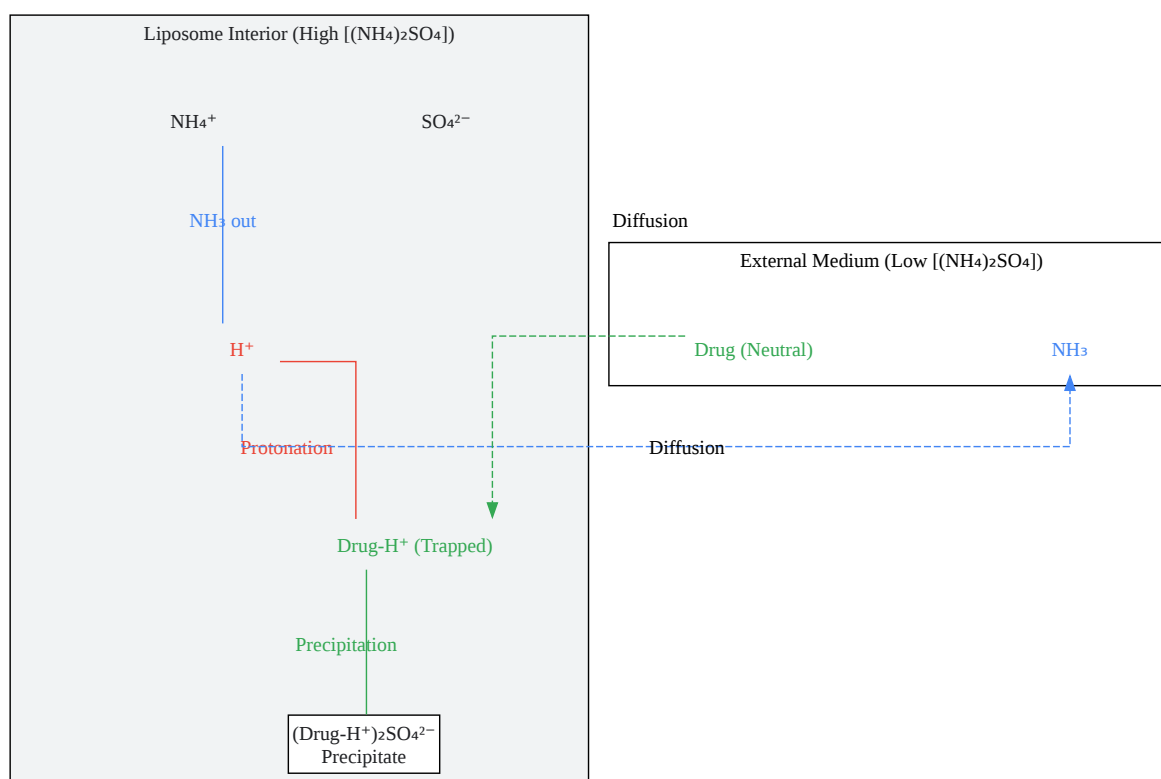 Liposome Interior (High [(NH₄)₂SO₄])
NH₄⁺
SO₄²⁻
NH₃ out
Diffusion
External Medium (Low [(NH₄)₂SO₄])
H⁺
Drug (Neutral)
NH₃
Protonation
Diffusion
Drug-H⁺ (Trapped)
Precipitation
(Drug-H⁺)₂SO₄²⁻
Precipitate